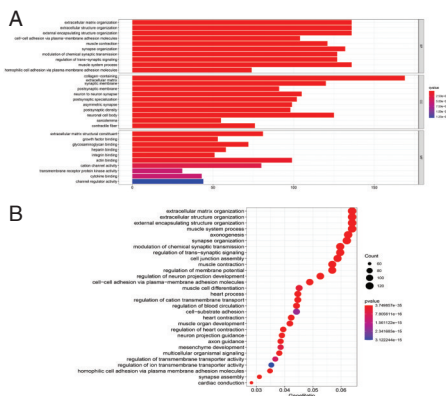 A
extracellular matrix organization
extracellular structure organization
external encapsulating structure organization
cell-cell adhesion via plasma-membrane adhesion molecules
muscle contraction
synapse organization
modulation of chemical synaptic transmission
regulation of trans-synaptic signaling
muscle system process
homophilic cell adhesion via plasma membrane adhesion molecules
collagen-containing
extracellular matrix
synaptic membrane
postsynaptic membrane
neuron to neuron synapse
postsynaptic specialization
asymmetric synapse
postsynaptic density
neuronal cell body
sarcolemma
contractile fiber
extracellular matrix structural constituent
growth factor binding
glycosaminoglycan binding
heparin binding
integrin binding
actin binding
cation channel activity
transmembrane receptor protein kinase activity
cytokine binding
channel regulator activity
0
50
100
150
pvalue
B
extracellular matrix organization
extracellular structure organization
external encapsulating structure organization
muscle system process
axonogenesis
synapse organization
modulation of chemical synaptic transmission
regulation of trans-synaptic signaling
cell junction assembly
muscle contraction
regulation of membrane potential
regulation of neuron projection development
cell-cell adhesion via plasma-membrane adhesion molecules
muscle cell differentiation
heart process
regulation of cation transmembrane transport
regulation of blood circulation
cell-substrate adhesion
heart contraction
muscle organ development
regulation of heart contraction
neuron projection guidance
axon guidance
mesenchyme development
multicellular organismal signaling
regulation of transmembrane transporter activity
regulation of ion transmembrane transporter activity
homophilic cell adhesion via plasma membrane adhesion molecules
synapse assembly
cardiac conduction
0.03
0.04
0.05
0.06
GeneRatio
Count
60
80
100
120
pvalue